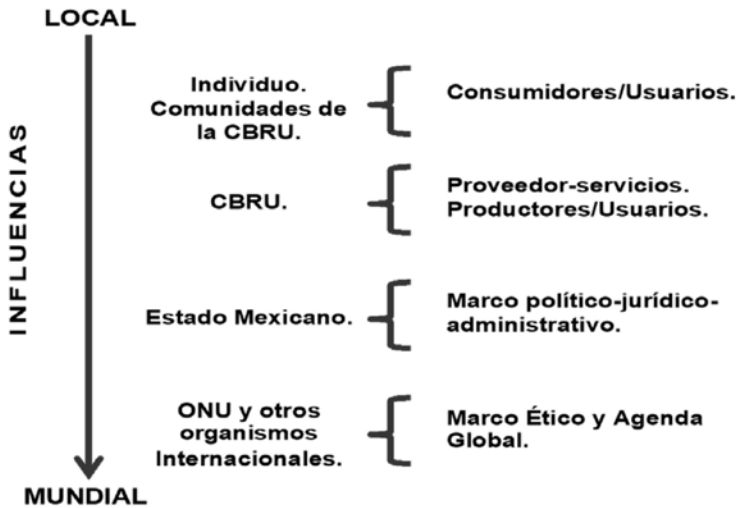 LOCAL
INFLUENCIAS
Individuo.
Comunidades de
la CBRU.
Consumidores/Usuarios.
CBRU.
Proveedor-servicios.
Productores/Usuarios.
Estado Mexicano.
Marco político-jurídico-
administrativo.
ONU y otros
organismos
Internacionales.
Marco Ético y Agenda
Global.
MUNDIAL